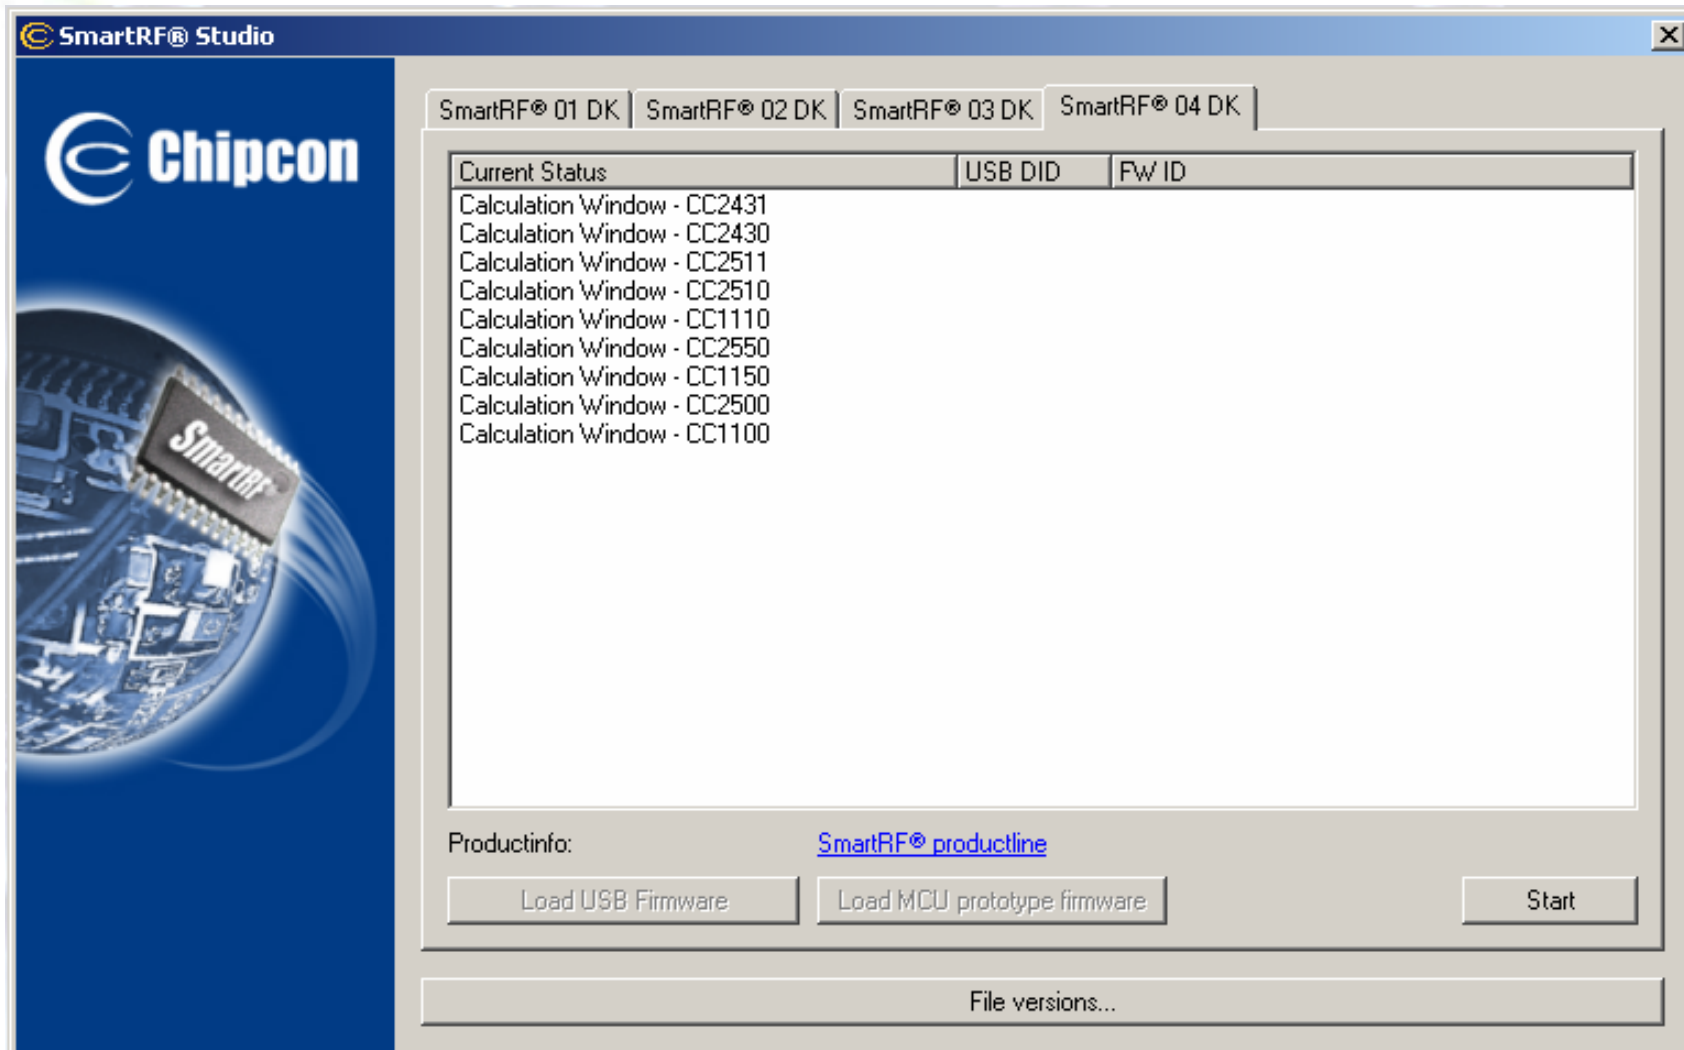 SmartRF® Studio
Chipcon
SmartRF
SmartRF® 01 DK
SmartRF® 02 DK
SmartRF® 03 DK
SmartRF® 04 DK
Current Status USB DID FW ID
Calculation Window - CC2431
Calculation Window - CC2430
Calculation Window - CC2511
Calculation Window - CC2510
Calculation Window - CC1110
Calculation Window - CC2550
Calculation Window - CC1150
Calculation Window - CC2500
Calculation Window - CC1100
Productinfo: SmartRF® productline
Load USB Firmware
Load MCU prototype firmware
Start
File versions...